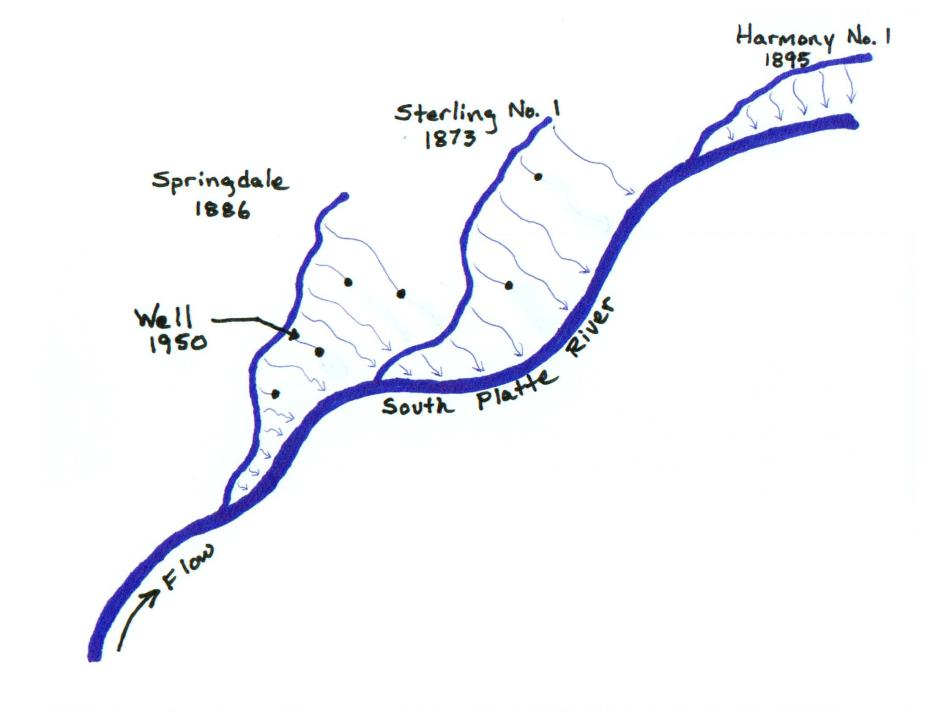 Harmony No. 1
1895
Sterling No. 1
1873
Springdale
1886
Well
1950
South Platte River
Flow